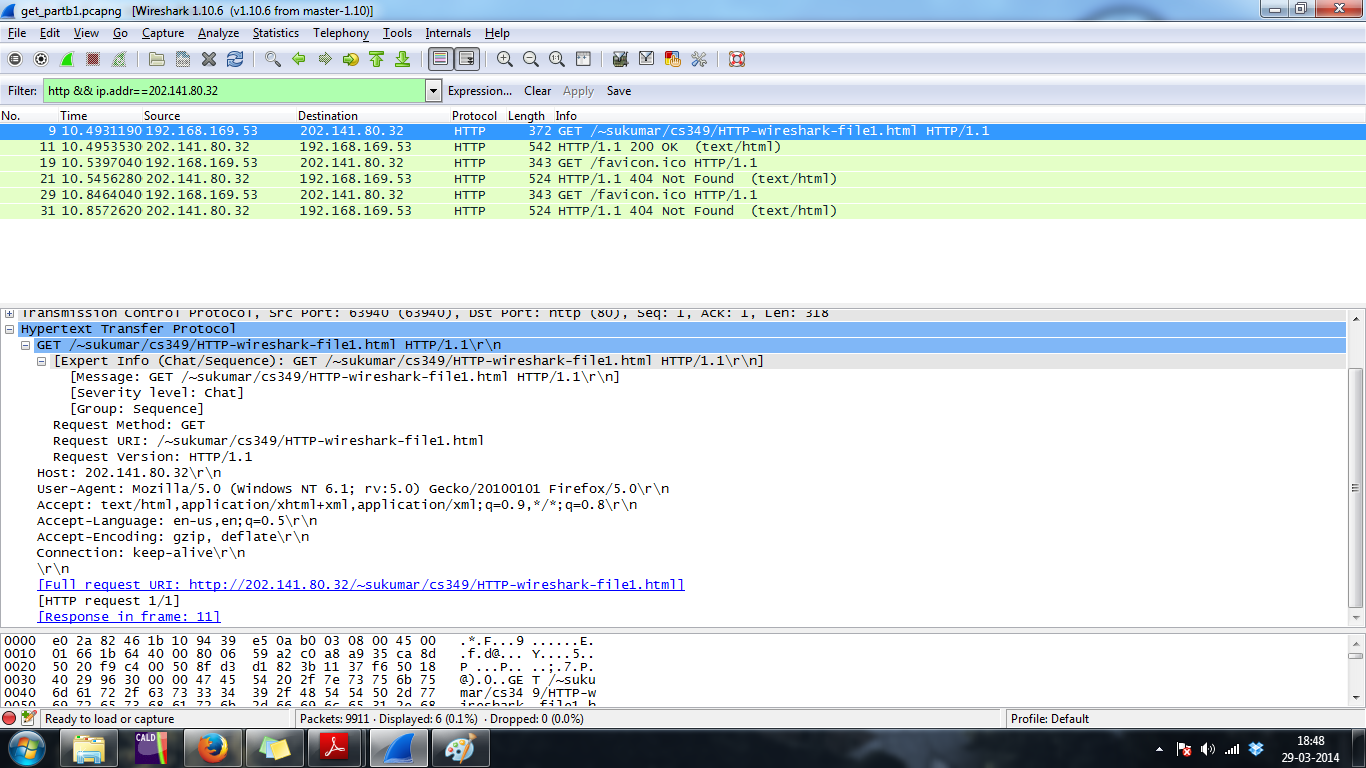 get_partb1.pcapng [Wireshark 1.10.6 (v1.10.6 from master-1.10)]
File Edit View Go Capture Analyze Statistics Telephony Tools Internals Help
Filter: http && ip.addr==202.141.80.32 Expression... Clear Apply Save
No. Time Source Destination Protocol Length Info
9 10.4931190 192.168.169.53 202.141.80.32 HTTP 372 GET /~sukumar/cs349/HTTP-wireshark-file1.html HTTP/1.1
11 10.4953530 202.141.80.32 192.168.169.53 HTTP 542 HTTP/1.1 200 OK (text/html)
19 10.5397040 192.168.169.53 202.141.80.32 HTTP 343 GET /favicon.ico HTTP/1.1
21 10.5456280 202.141.80.32 192.168.169.53 HTTP 524 HTTP/1.1 404 Not Found (text/html)
29 10.8464040 192.168.169.53 202.141.80.32 HTTP 343 GET /favicon.ico HTTP/1.1
31 10.8572620 202.141.80.32 192.168.169.53 HTTP 524 HTTP/1.1 404 Not Found (text/html)
Transmission Control Protocol, Src Port: 63940 (63940), Dst Port: http (80), Seq: 1, Ack: 1, Len: 318
Hypertext Transfer Protocol
GET /~sukumar/cs349/HTTP-wireshark-file1.html HTTP/1.1\r\n
[Expert Info (Chat/Sequence): GET /~sukumar/cs349/HTTP-wireshark-file1.html HTTP/1.1\r\n]
[Message: GET /~sukumar/cs349/HTTP-wireshark-file1.html HTTP/1.1\r\n]
[Severity level: Chat]
[Group: Sequence]
Request Method: GET
Request URI: /~sukumar/cs349/HTTP-wireshark-file1.html
Request Version: HTTP/1.1
Host: 202.141.80.32\r\n
User-Agent: Mozilla/5.0 (Windows NT 6.1; rv:5.0) Gecko/20100101 Firefox/5.0\r\n
Accept: text/html,application/xhtml+xml,application/xml;q=0.9,*/*;q=0.8\r\n
Accept-Language: en-us,en;q=0.5\r\n
Accept-Encoding: gzip, deflate\r\n
Connection: keep-alive\r\n
\r\n
[Full request URI: http://202.141.80.32/~sukumar/cs349/HTTP-wireshark-file1.html]
[HTTP request 1/1]
[Response in frame: 11]
0000 e0 2a 82 46 1b 10 94 39 e5 0a b0 03 08 00 45 00 .*.F...9 ......E.
0010 01 66 1b 64 40 00 80 06 59 a2 c0 a8 a9 35 ca 8d .f.d@... Y....5..
0020 50 20 f9 c4 00 50 8f d3 d1 82 3b 11 37 f6 50 18 P ...P.. ..;.7.P.
0030 40 29 96 30 00 00 47 45 54 20 2f 7e 73 75 6b 75 @).0..GE T /~suku
0040 6d 61 72 2f 63 73 33 34 39 2f 48 54 54 50 2d 77 mar/cs34 9/HTTP-w
0050 69 72 65 73 68 61 72 6b 2d 66 69 6c 65 31 2e 68 ireshark -file1.h
Ready to load or capture Packets: 9911 · Displayed: 6 (0.1%) · Dropped: 0 (0.0%) Profile: Default
CALD
18:48
29-03-2014